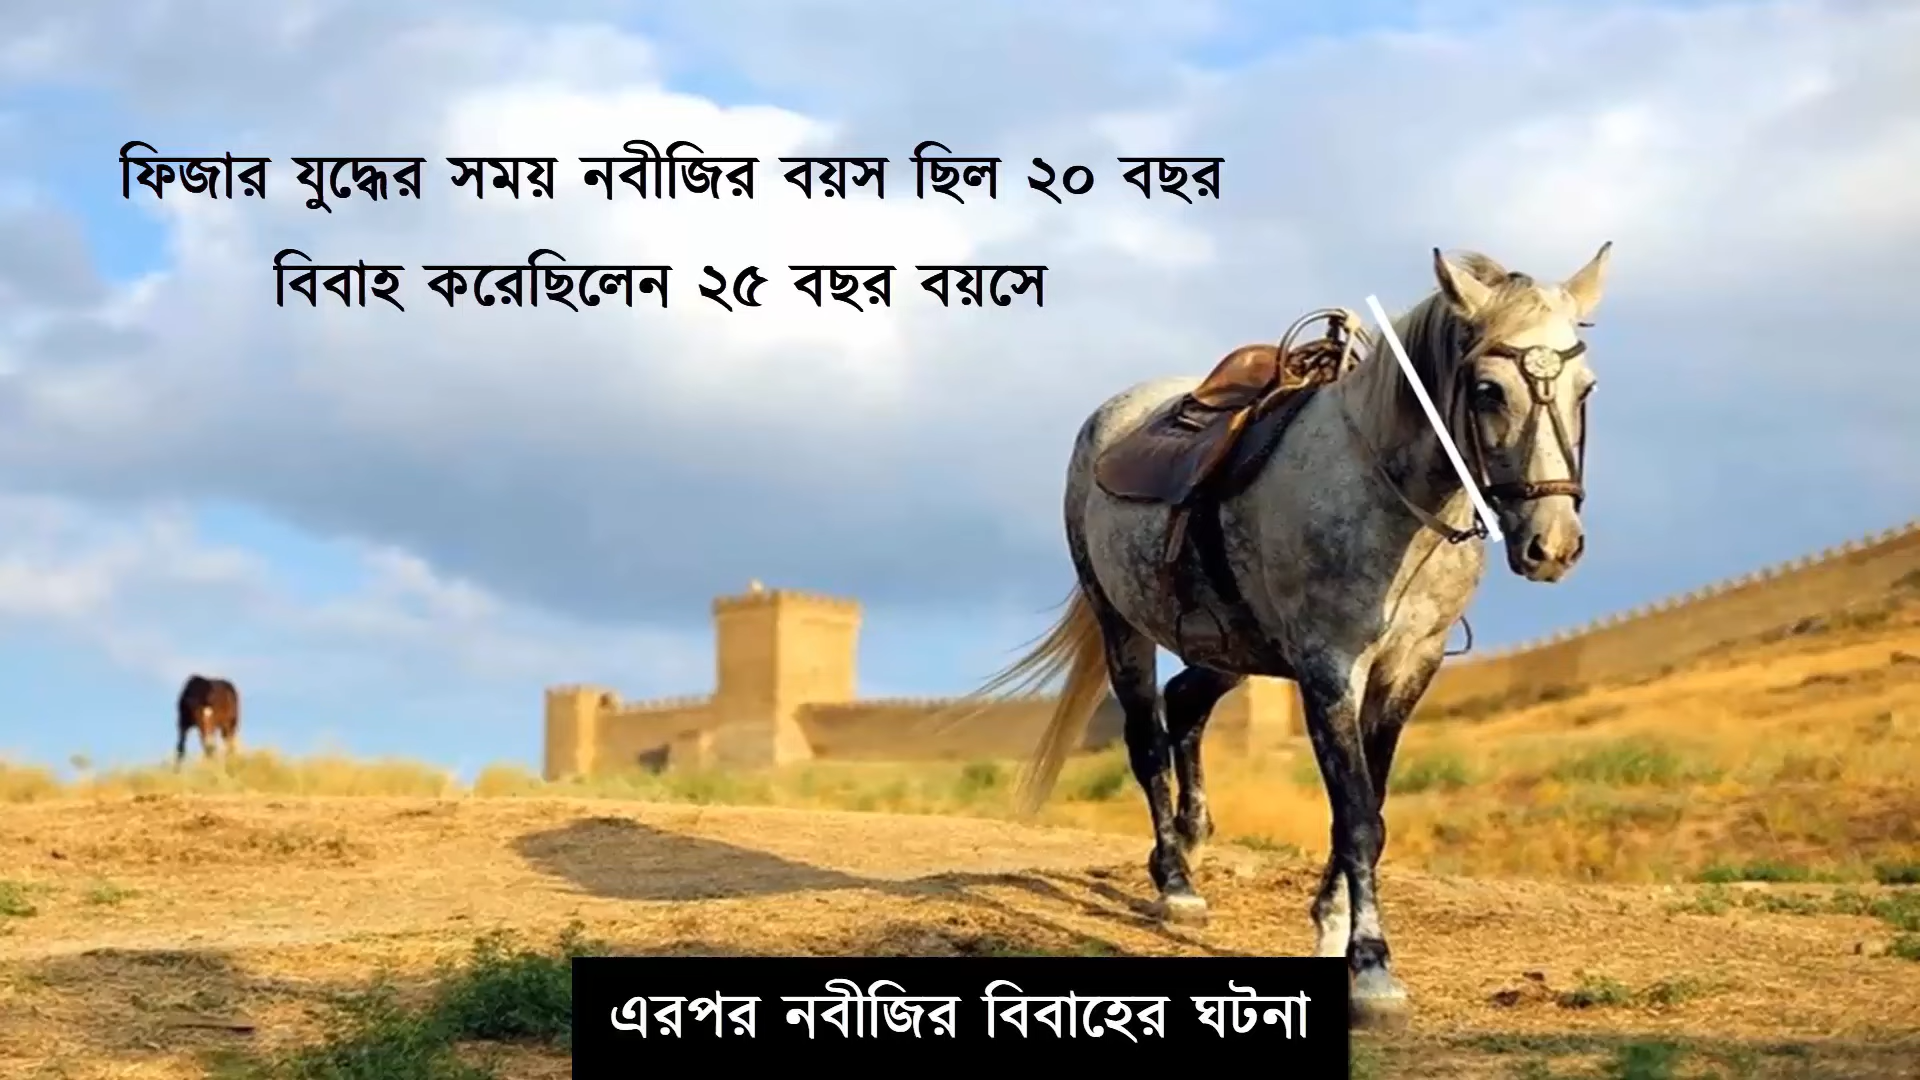 ফিজার যুদ্ধের সময় নবীজির বয়স ছিল ২০ বছর
বিবাহ করেছিলেন ২৫ বছর বয়সে
এরপর নবীজির বিবাহের ঘটনা